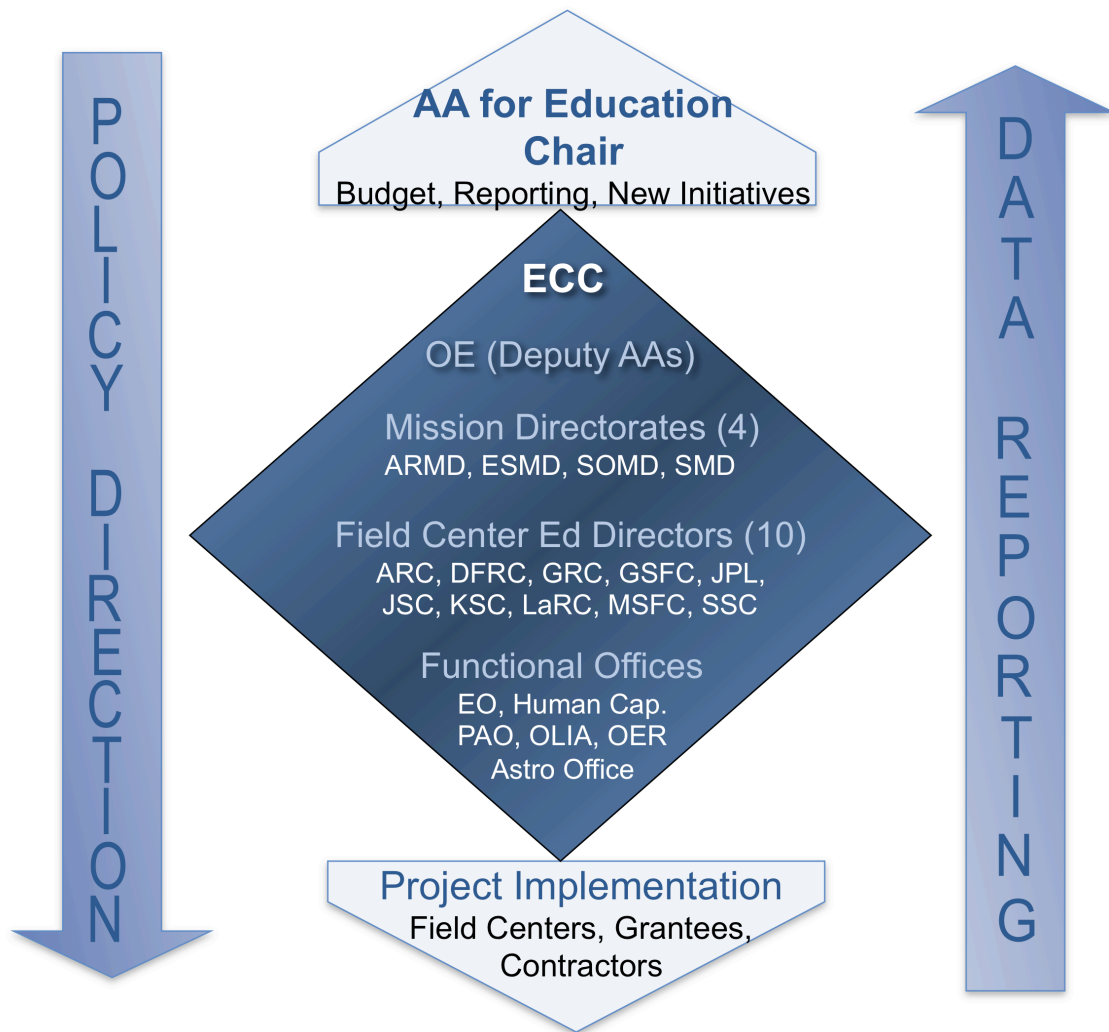 POLICY DIRECTION
AA for Education
Chair
Budget, Reporting, New Initiatives
ECC
OE (Deputy AAs)
Mission Directorates (4)
ARMD, ESMD, SOMD, SMD
Field Center Ed Directors (10)
ARC, DFRC, GRC, GSFC, JPL,
JSC, KSC, LaRC, MSFC, SSC
Functional Offices
EO, Human Cap.
PAO, OLIA, OER
Astro Office
Project Implementation
Field Centers, Grantees,
Contractors
DATA REPORTING